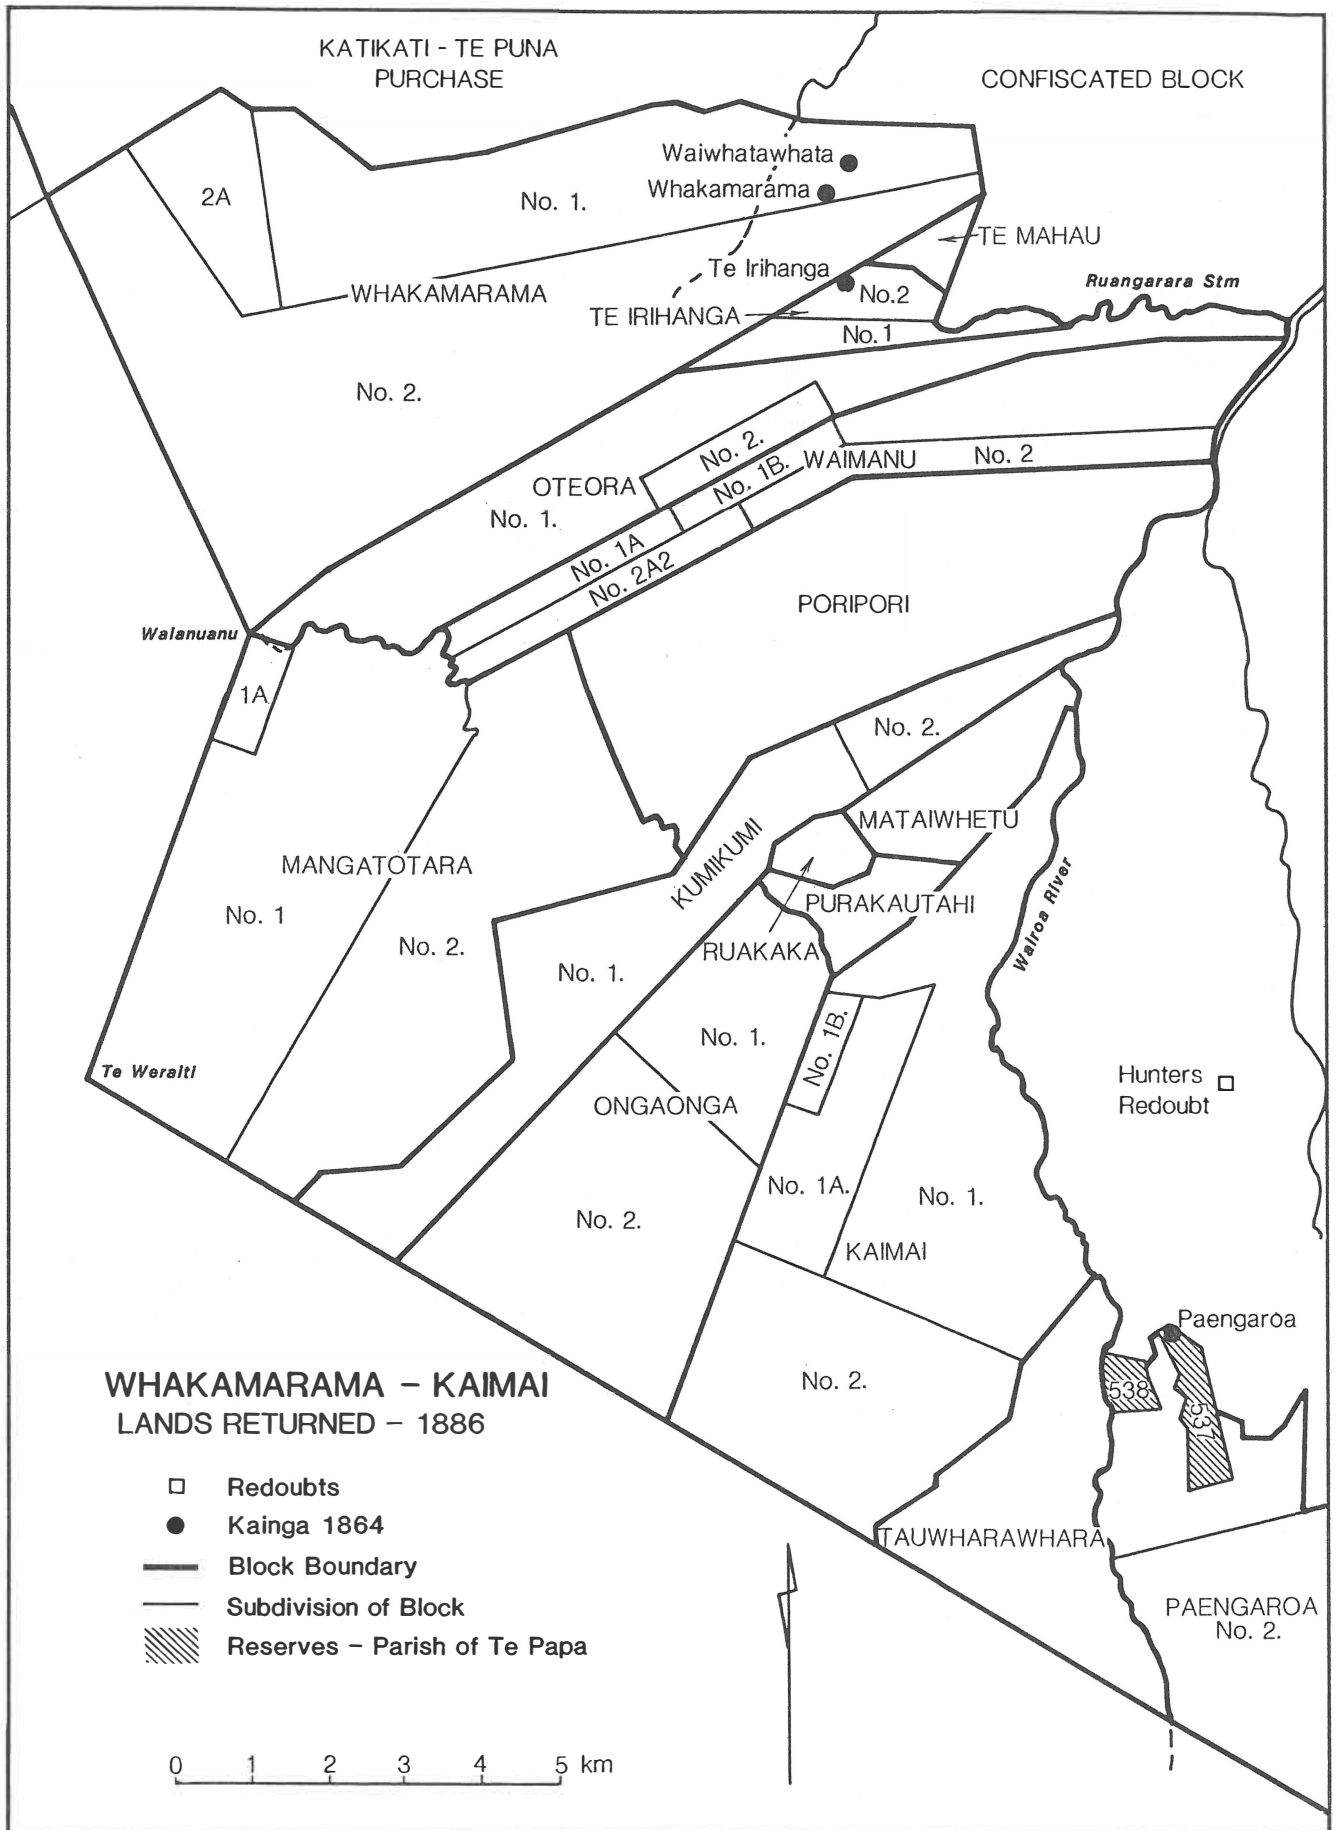 KATIKATI - TE PUNA
PURCHASE
CONFISCATED BLOCK
Waiwhatawhata
Whakamarama
2A
No. 1.
TE MAHAU
Te Irihanga
No.2
Ruangarara Stm
WHAKAMARAMA
TE IRIHANGA
No.1
No. 2.
No. 2.
WAIMANU
No. 2
No. 1B.
OTEORA
No. 1.
No. 1A
No. 2A2
PORIPORI
Waianuanu
1A
No. 2.
MATAIWHETU
KUMIKUMI
MANGATOTARA
PURAKAUTAHI
Wairoa River
No. 1
No. 2.
RUAKAKA
No. 1.
No. 1.
No. 1B.
Te Weraiti
Hunters
Redoubt
ONGAONGA
No. 1A.
No. 1.
No. 2.
KAIMAI
Paengaroa
No. 2.
538
537
WHAKAMARAMA - KAIMAI
LANDS RETURNED - 1886
Redoubts
Kainga 1864
Block Boundary
Subdivision of Block
Reserves - Parish of Te Papa
TAUWHARAWHARA
PAENGAROA
No. 2.
0 1 2 3 4 5 km